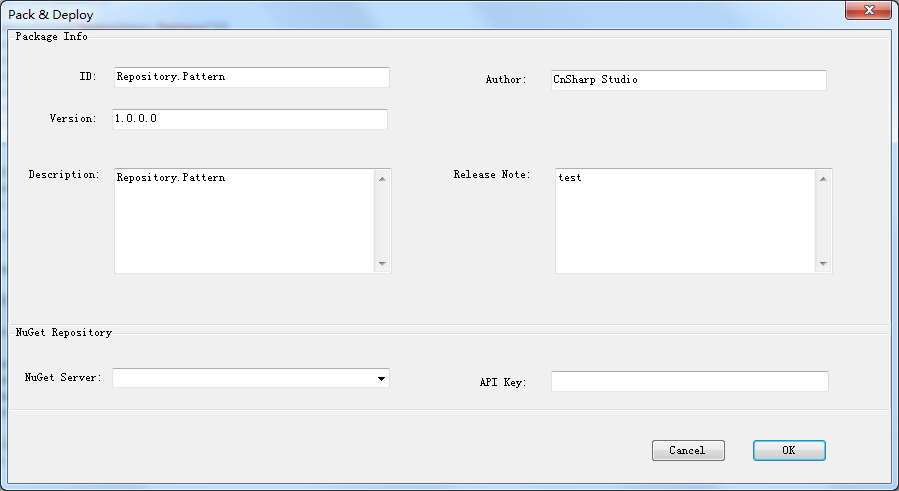 Pack & Deploy
Package Info
ID: Repository.Pattern
Author: CnSharp Studio
Version: 1.0.0.0
Description: Repository.Pattern
Release Note: test
NuGet Repository
NuGet Server:
API Key:
Cancel OK